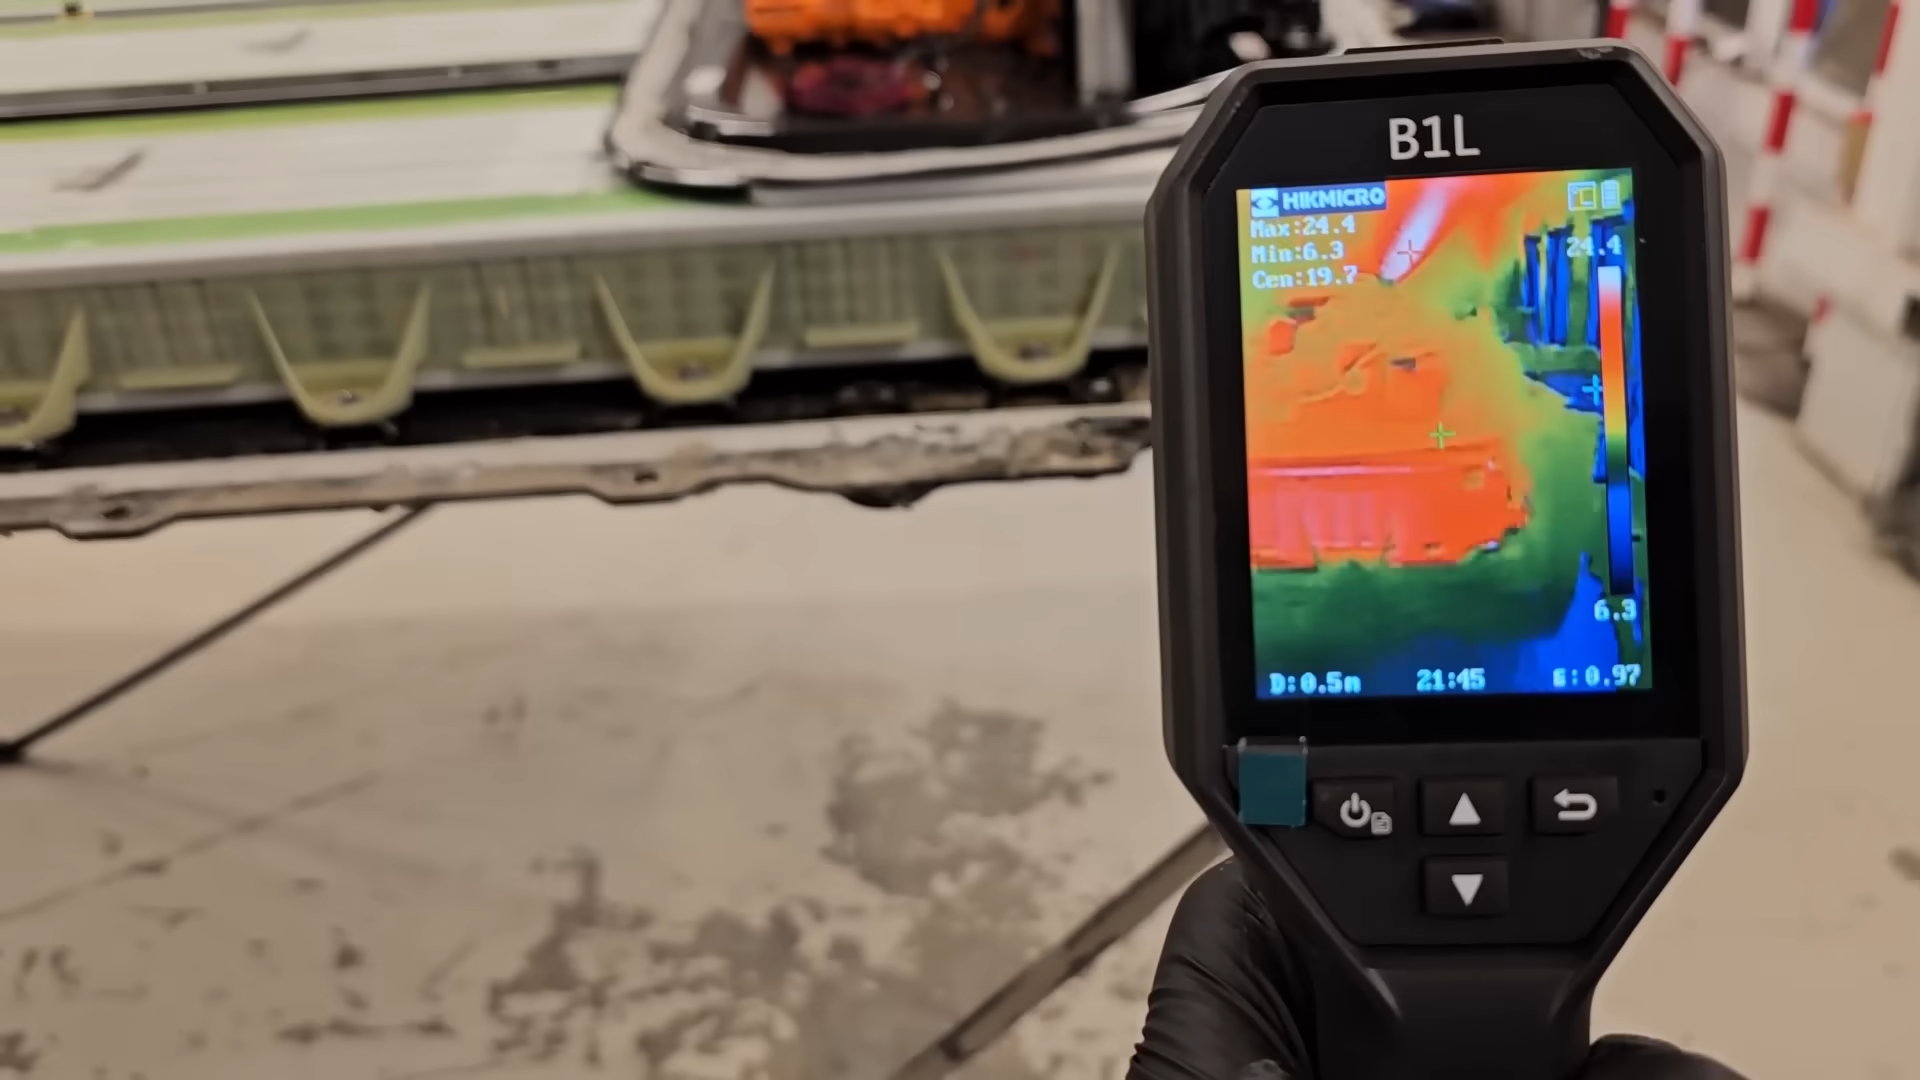 B1L
HIKMICRO
℃
Max:24.4
Min:6.3
Cen:19.7
24.4
6.3
D:0.5m
21:45
ε:0.97